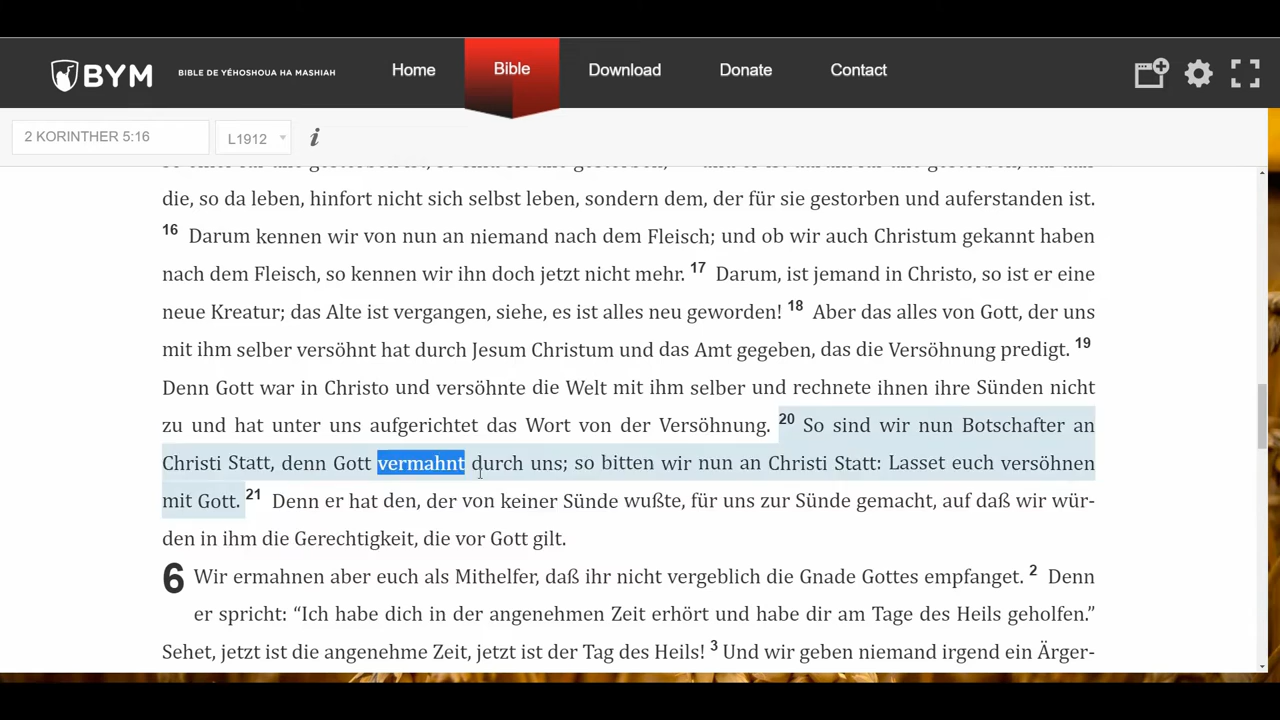 BYM
BIBLE DE YÉHOSHOUA HA MASHIAH
Home
Bible
Download
Donate
Contact
2 KORINTHER 5:16
L1912
i
die, so da leben, hinfort nicht sich selbst leben, sondern dem, der für sie gestorben und auferstanden ist.
16 Darum kennen wir von nun an niemand nach dem Fleisch; und ob wir auch Christum gekannt haben
nach dem Fleisch, so kennen wir ihn doch jetzt nicht mehr. 17 Darum, ist jemand in Christo, so ist er eine
neue Kreatur; das Alte ist vergangen, siehe, es ist alles neu geworden! 18 Aber das alles von Gott, der uns
mit ihm selber versöhnt hat durch Jesum Christum und das Amt gegeben, das die Versöhnung predigt. 19
Denn Gott war in Christo und versöhnte die Welt mit ihm selber und rechnete ihnen ihre Sünden nicht
zu und hat unter uns aufgerichtet das Wort von der Versöhnung. 20 So sind wir nun Botschafter an
Christi Statt, denn Gott vermahnt durch uns; so bitten wir nun an Christi Statt: Lasset euch versöhnen
mit Gott. 21 Denn er hat den, der von keiner Sünde wußte, für uns zur Sünde gemacht, auf daß wir wür-
den in ihm die Gerechtigkeit, die vor Gott gilt.
6 Wir ermahnen aber euch als Mithelfer, daß ihr nicht vergeblich die Gnade Gottes empfanget. 2 Denn
er spricht: “Ich habe dich in der angenehmen Zeit erhört und habe dir am Tage des Heils geholfen.”
Sehet, jetzt ist die angenehme Zeit, jetzt ist der Tag des Heils! 3 Und wir geben niemand irgend ein Ärger-